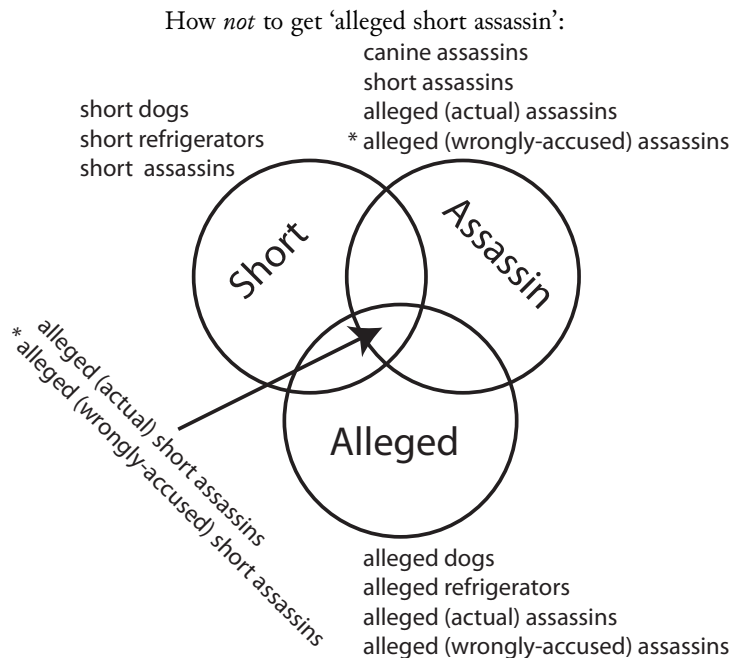 How not to get ‘alleged short assassin’:
canine assassins
short assassins
alleged (actual) assassins
* alleged (wrongly-accused) assassins
short dogs
short refrigerators
short assassins
Short
Assassin
alleged (actual) short assassins
* alleged (wrongly-accused) short assassins
Alleged
alleged dogs
alleged refrigerators
alleged (actual) assassins
alleged (wrongly-accused) assassins